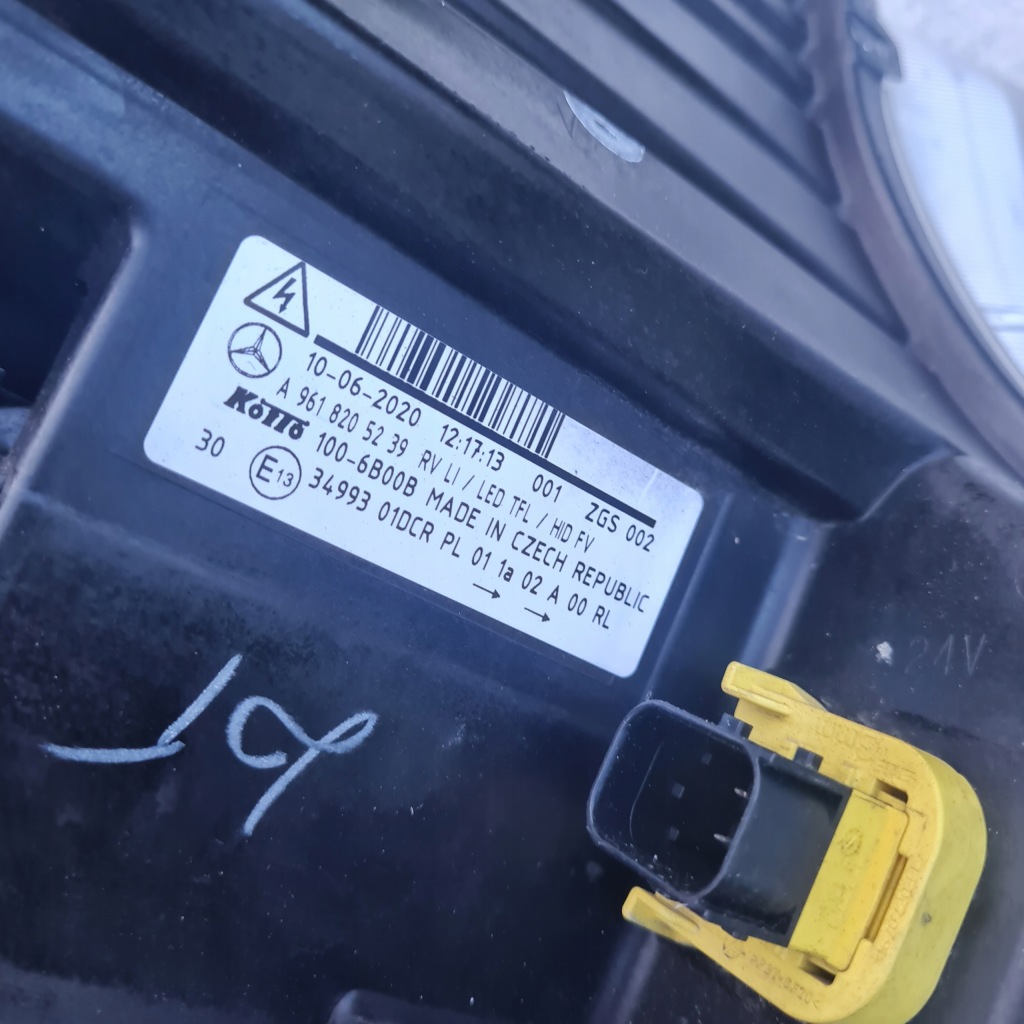 10-06-2020 12:17:13 001 ZGS 002
A 961 820 52 39 RV LI / LED TFL / HID FV
100-6B00B MADE IN CZECH REPUBLIC
30 E13 34993 01DCR PL 01 1a 02 A 00 RL
24V